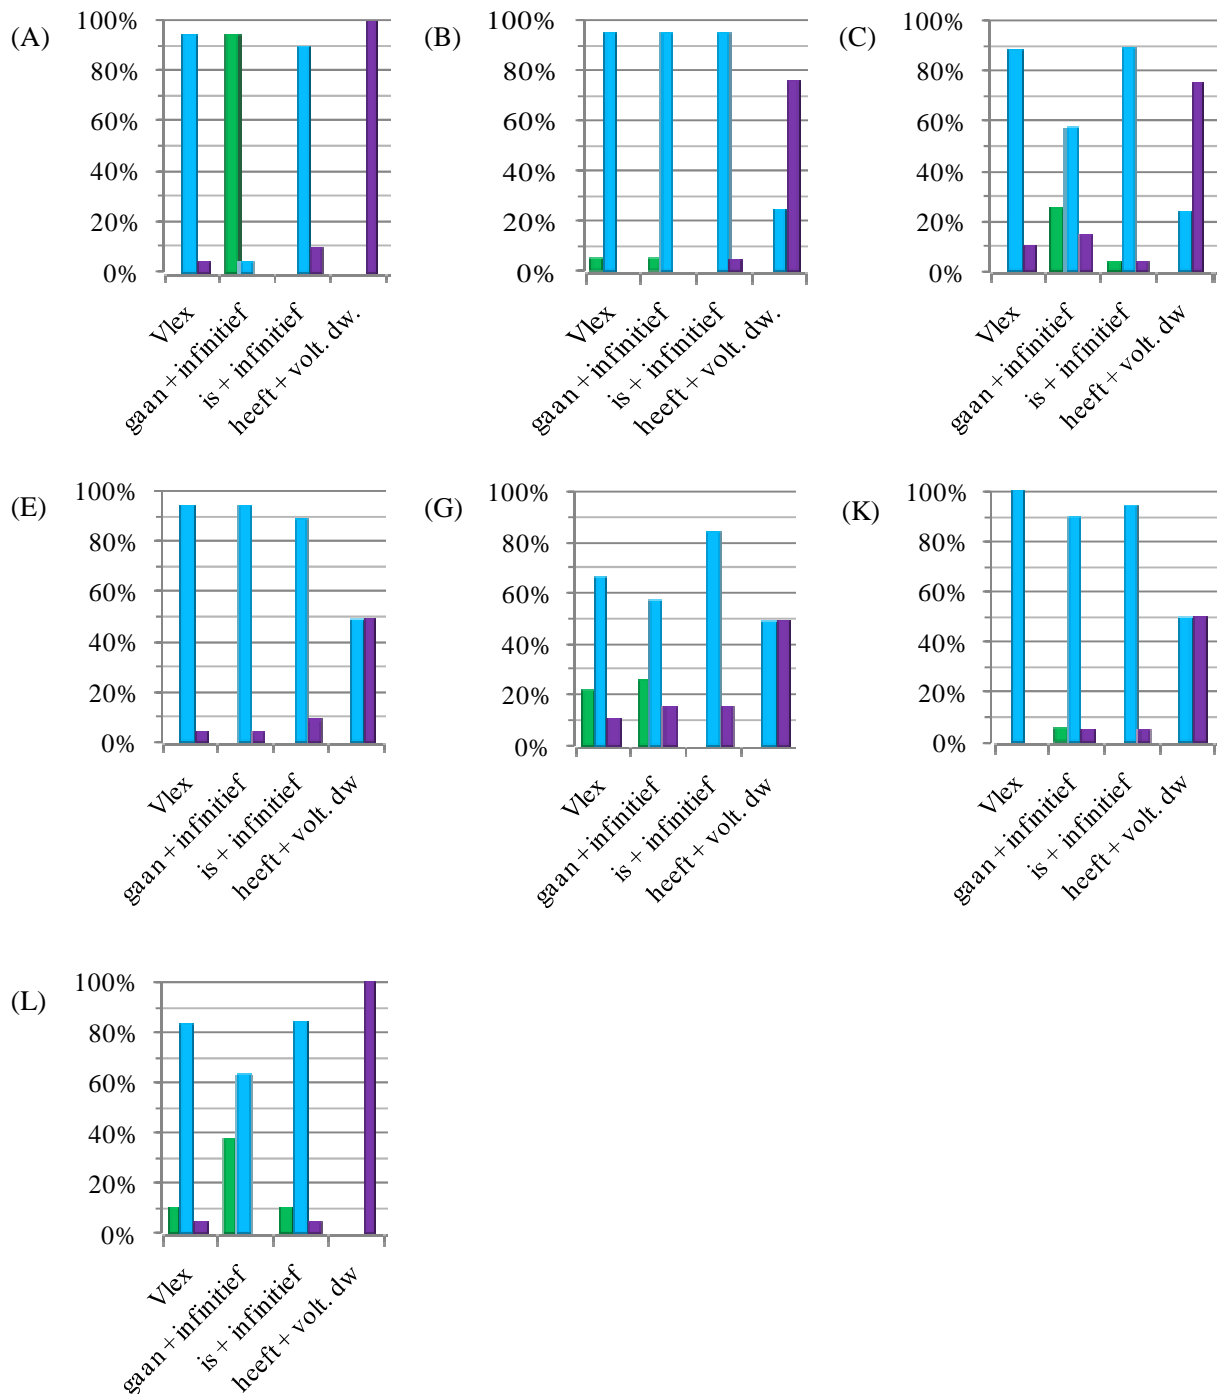 (A)
100%
80%
60%
40%
20%
0%
Vlex
gaan + infinitief
is + infinitief
heeft + volt. dw.
(B)
100%
80%
60%
40%
20%
0%
Vlex
gaan + infinitief
is + infinitief
heeft + volt. dw.
(C)
100%
80%
60%
40%
20%
0%
Vlex
gaan + infinitief
is + infinitief
heeft + volt. dw
(E)
100%
80%
60%
40%
20%
0%
Vlex
gaan + infinitief
is + infinitief
heeft + volt. dw
(G)
100%
80%
60%
40%
20%
0%
Vlex
gaan + infinitief
is + infinitief
heeft + volt. dw
(K)
100%
80%
60%
40%
20%
0%
Vlex
gaan + infinitief
is + infinitief
heeft + volt. dw
(L)
100%
80%
60%
40%
20%
0%
Vlex
gaan + infinitief
is + infinitief
heeft + volt. dw